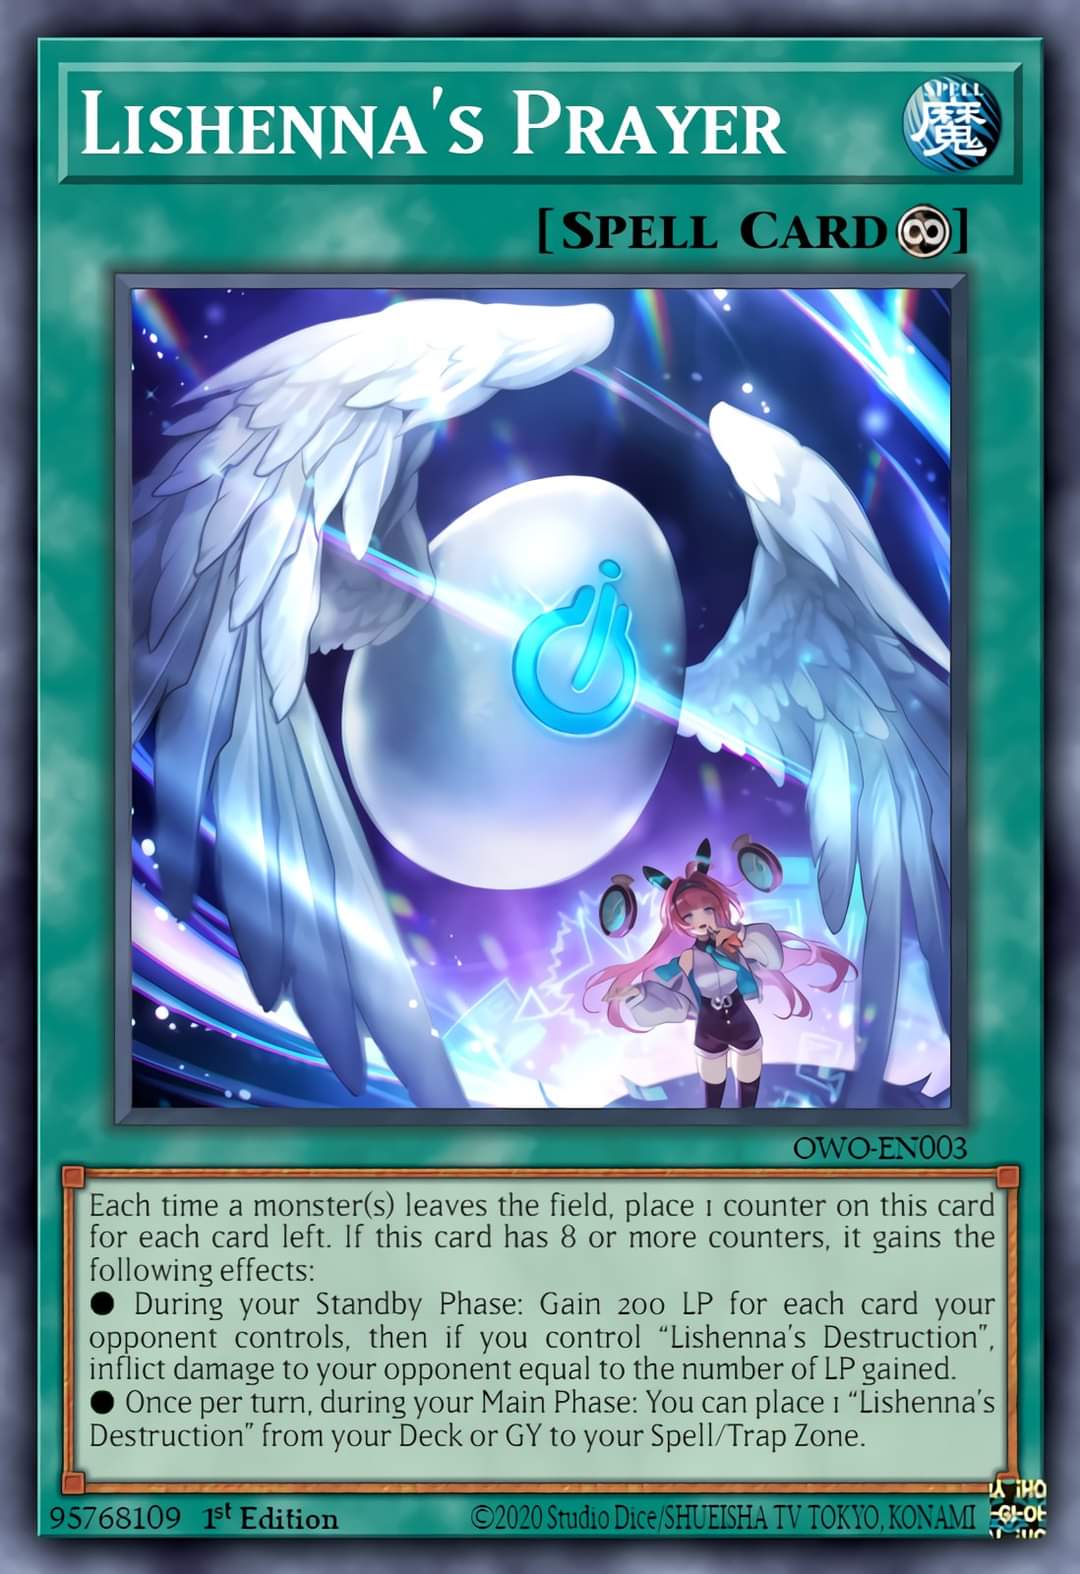 LISHENNA'S PRAYER
SPELL
魔
[SPELL CARD]
OWO-EN003
Each time a monster(s) leaves the field, place 1 counter on this card
for each card left. If this card has 8 or more counters, it gains the
following effects:
● During your Standby Phase: Gain 200 LP for each card your
opponent controls, then if you control “Lishenna’s Destruction”,
inflict damage to your opponent equal to the number of LP gained.
● Once per turn, during your Main Phase: You can place 1 “Lishenna’s
Destruction” from your Deck or GY to your Spell/Trap Zone.
95768109 1st Edition ©2020 Studio Dice/SHUEISHA TV TOKYO, KONAMI